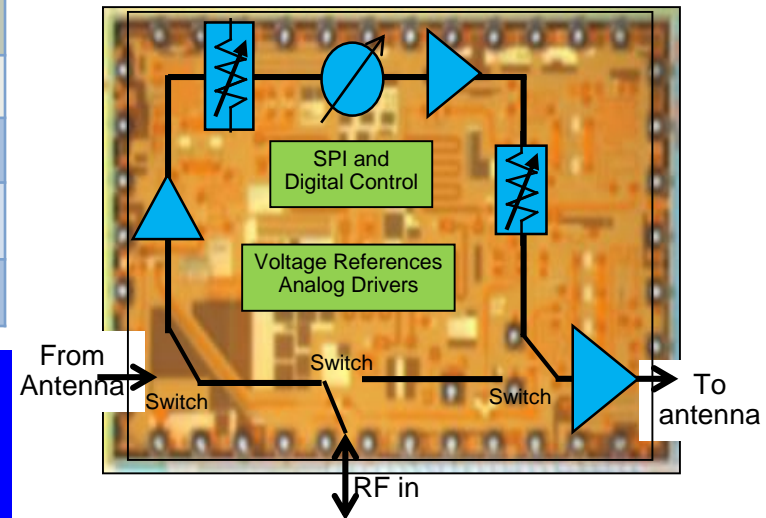 SPI and
Digital Control
Voltage References
Analog Drivers
From
Antenna
Switch
Switch
Switch
To
antenna
RF in